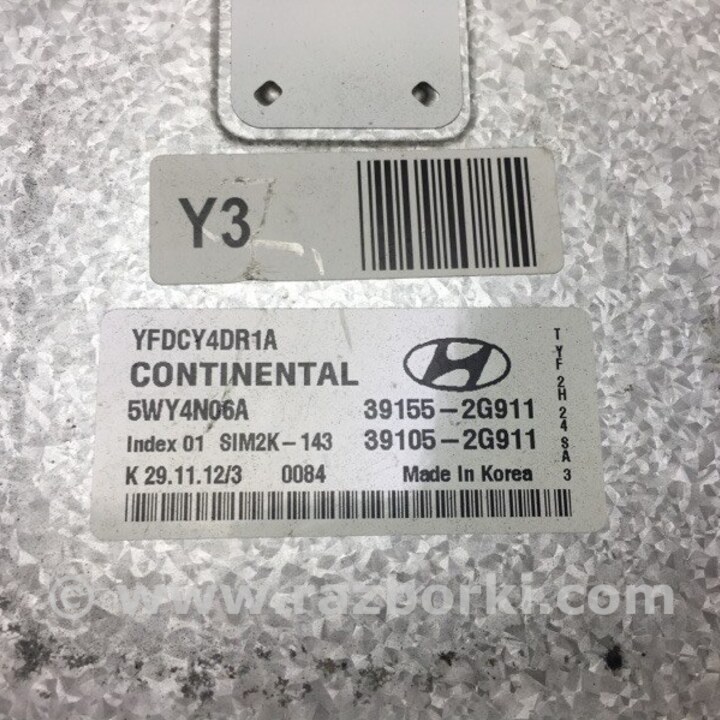 Y3
YFDCY4DR1A
CONTINENTAL
5WY4N06A 39155-2G911
Index 01 SIM2K-143 39105-2G911
K 29.11.12/3 0084 Made In Korea
TYF 2H 24 SA 3
© www.razborki.com